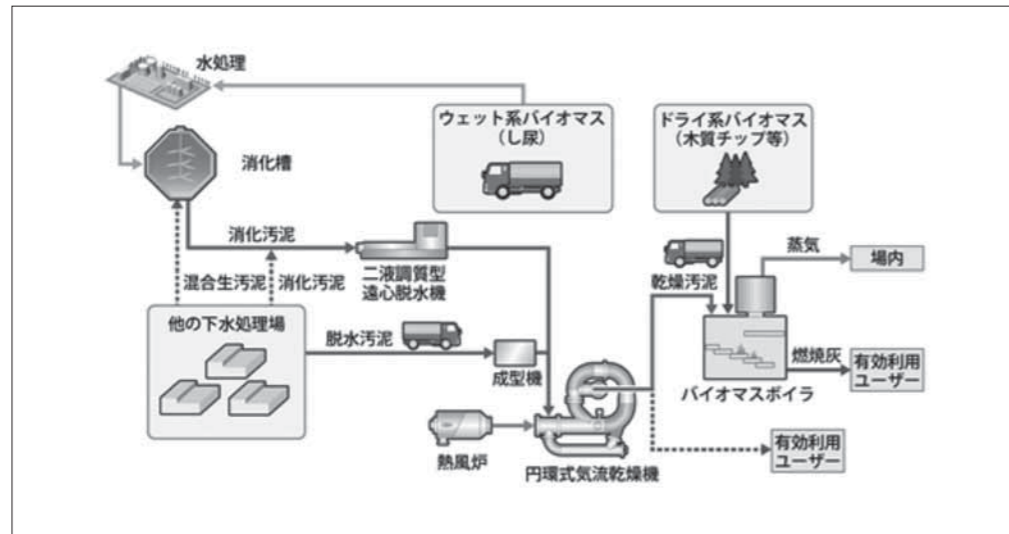 水処理
ウェット系バイオマス
(し尿)
ドライ系バイオマス
(木質チップ等)
消化槽
消化汚泥
二液調質型
遠心脱水機
混合生汚泥
消化汚泥
他の下水処理場
脱水汚泥
成型機
熱風炉
円環式気流乾燥機
乾燥汚泥
蒸気
場内
バイオマスボイラ
燃焼灰
有効利用
ユーザー
有効利用
ユーザー